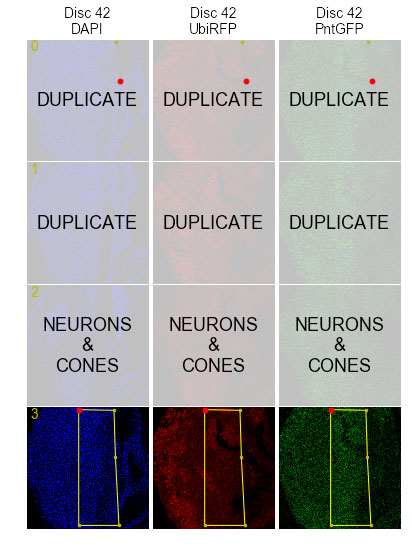 Disc 42 Disc 42 Disc 42
DAPI UbiRFP PntGFP
0
DUPLICATE DUPLICATE DUPLICATE
1
DUPLICATE DUPLICATE DUPLICATE
2
NEURONS NEURONS NEURONS
& & &
CONES CONES CONES
3